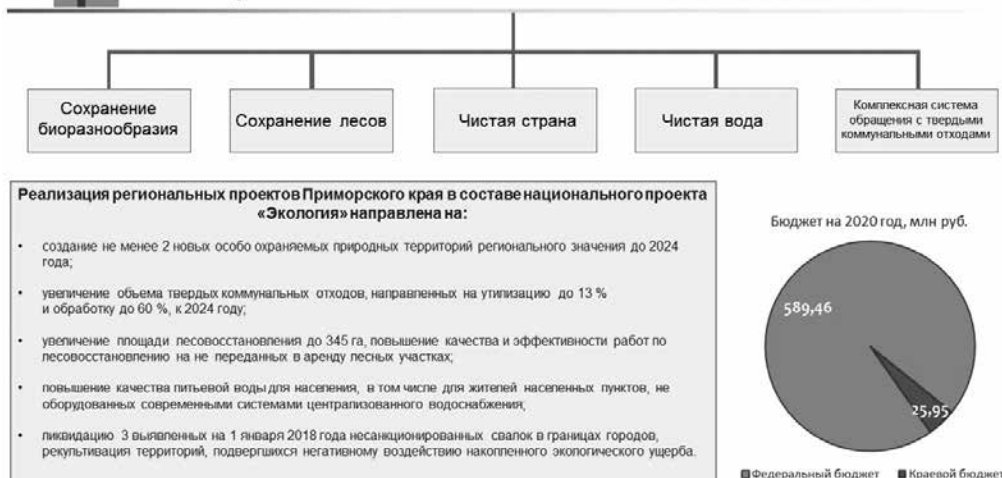 Сохранение
биоразнообразия
Сохранение лесов
Чистая страна
Чистая вода
Комплексная система
обращения с твердыми
коммунальными отходами
Реализация региональных проектов Приморского края в составе национального проекта
«Экология» направлена на:
• создание не менее 2 новых особо охраняемых природных территорий регионального значения до 2024
года;
• увеличение объема твердых коммунальных отходов, направленных на утилизацию до 13 %
и обработку до 60 %, к 2024 году;
• увеличение площади лесовосстановления до 345 га, повышение качества и эффективности работ по
лесовосстановлению на не переданных в аренду лесных участках;
• повышение качества питьевой воды для населения, в том числе для жителей населенных пунктов, не
оборудованных современными системами централизованного водоснабжения;
• ликвидацию 3 выявленных на 1 января 2018 года несанкционированных свалок в границах городов,
рекультивация территорий, подвергшихся негативному воздействию накопленного экологического ущерба.
Бюджет на 2020 год, млн руб.
589,46
25,95
Федеральный бюджет Краевой бюджет